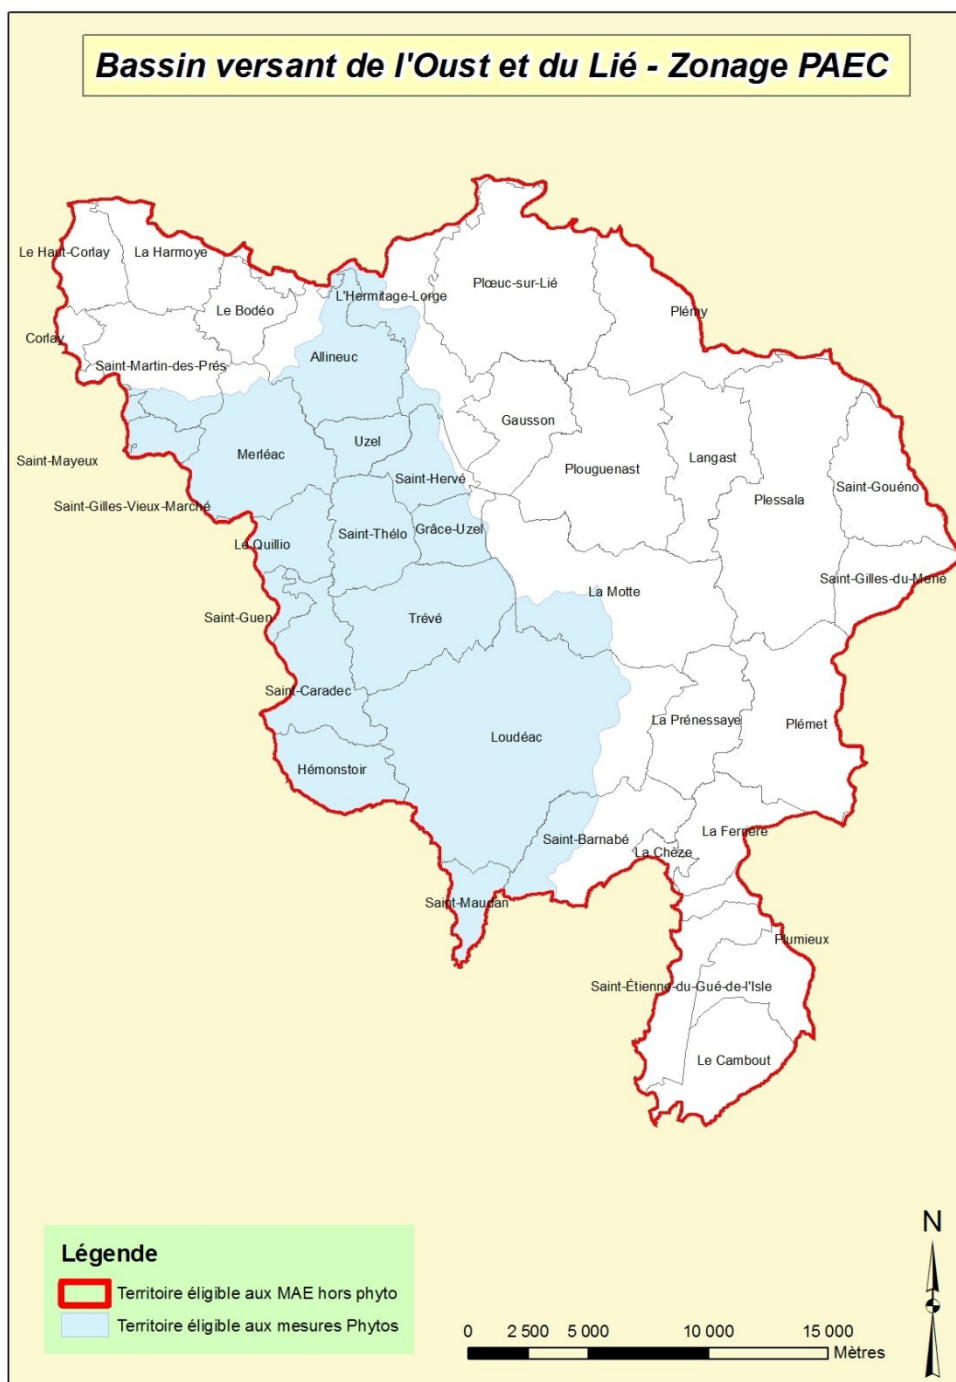 Bassin versant de l'Oust et du Lié - Zonage PAEC
Le Haut-Corlay
La Harmoye
Plœuc-sur-Lié
L'Hermitage-Lorge
Le Bodéo
Plémy
Corlay
Allineuc
Saint-Martin-des-Prés
Gausson
Uzel
Merléac
Langast
Saint-Mayeux
Plouguenast
Saint-Hervé
Saint-Gouéno
Plessala
Saint-Gilles-Vieux-Marché
Grâce-Uzel
Saint-Thélo
Le Quillio
Saint-Gilles-du-Mené
La Motte
Saint-Guen
Trévé
Saint-Caradec
La Prénessaye
Plémet
Loudéac
Hémonstoir
La Ferrière
Saint-Barnabé
La Chèze
Saint-Maudan
Plumieux
Saint-Étienne-du-Gué-de-l'Isle
Le Cambout
Légende
Territoire éligible aux MAE hors phyto
Territoire éligible aux mesures Phytos
N
0 2 500 5 000 10 000 15 000
Mètres